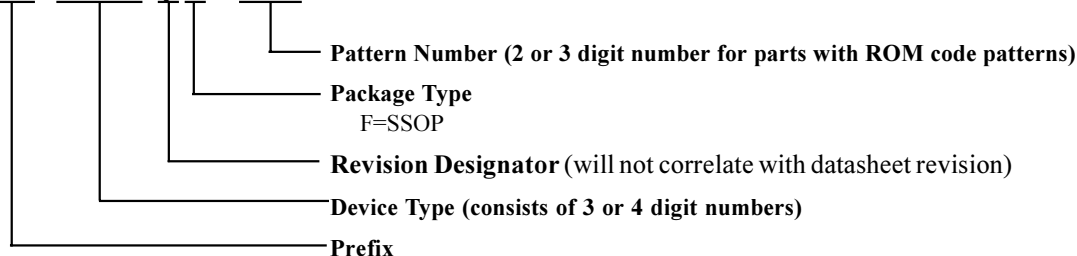 Pattern Number (2 or 3 digit number for parts with ROM code patterns)
Package Type
F=SSOP
Revision Designator (will not correlate with datasheet revision)
Device Type (consists of 3 or 4 digit numbers)
Prefix